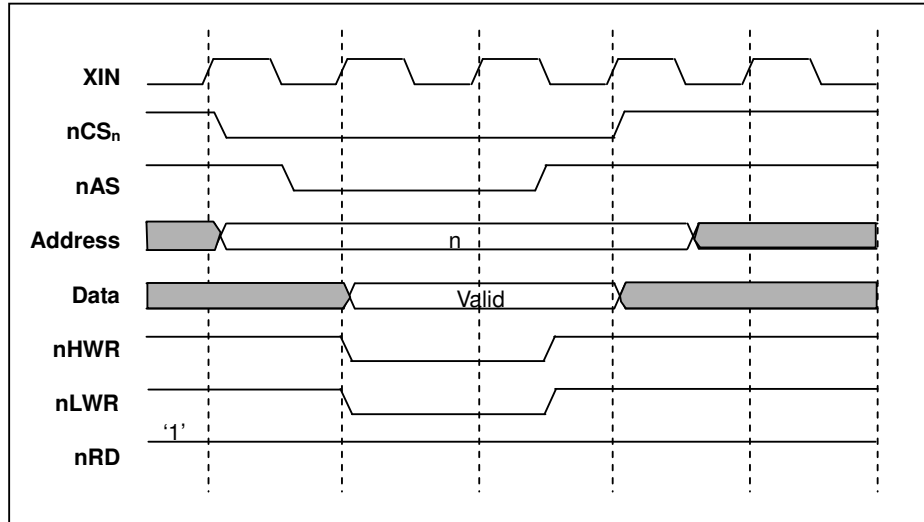 XIN
nCSn
nAS
Address
n
Data
Valid
nHWR
nLWR
'1'
nRD